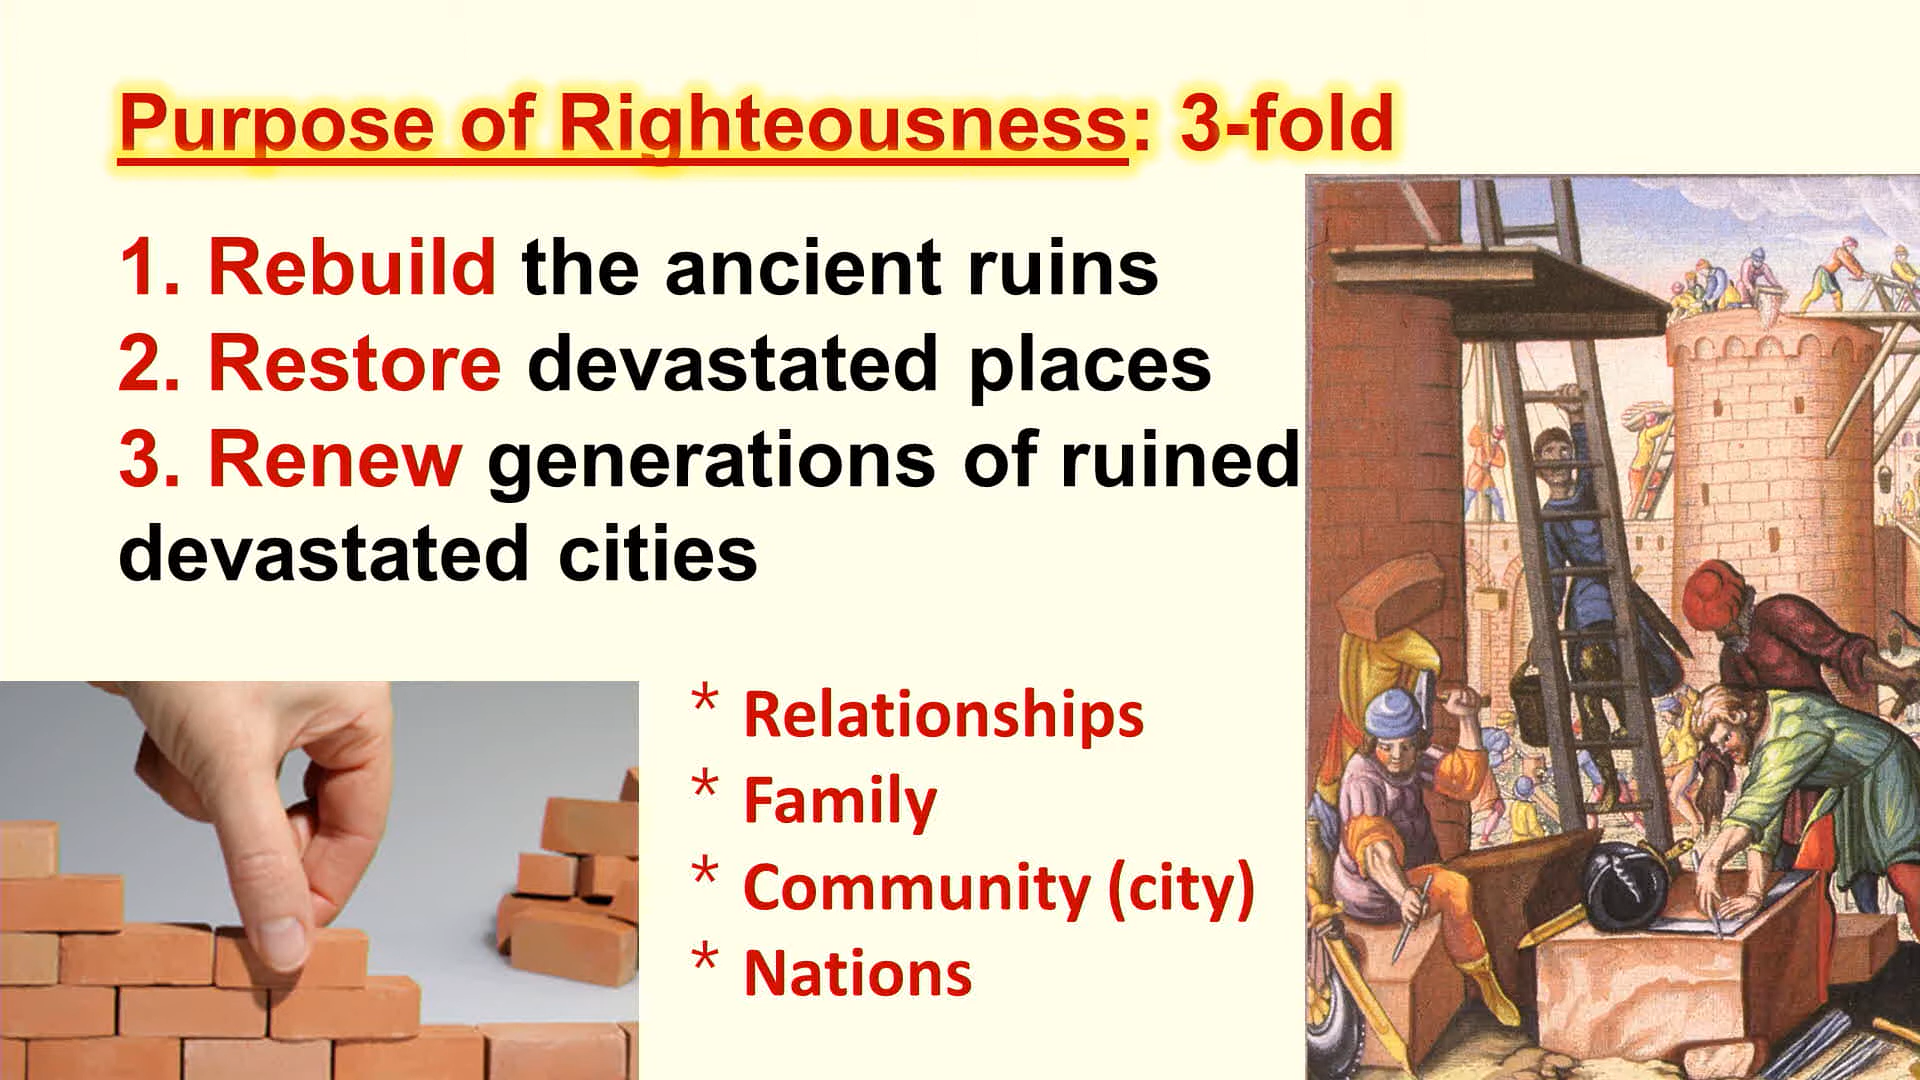 Purpose of Righteousness: 3-fold
1. Rebuild the ancient ruins
2. Restore devastated places
3. Renew generations of ruined
devastated cities
* Relationships
* Family
* Community (city)
* Nations